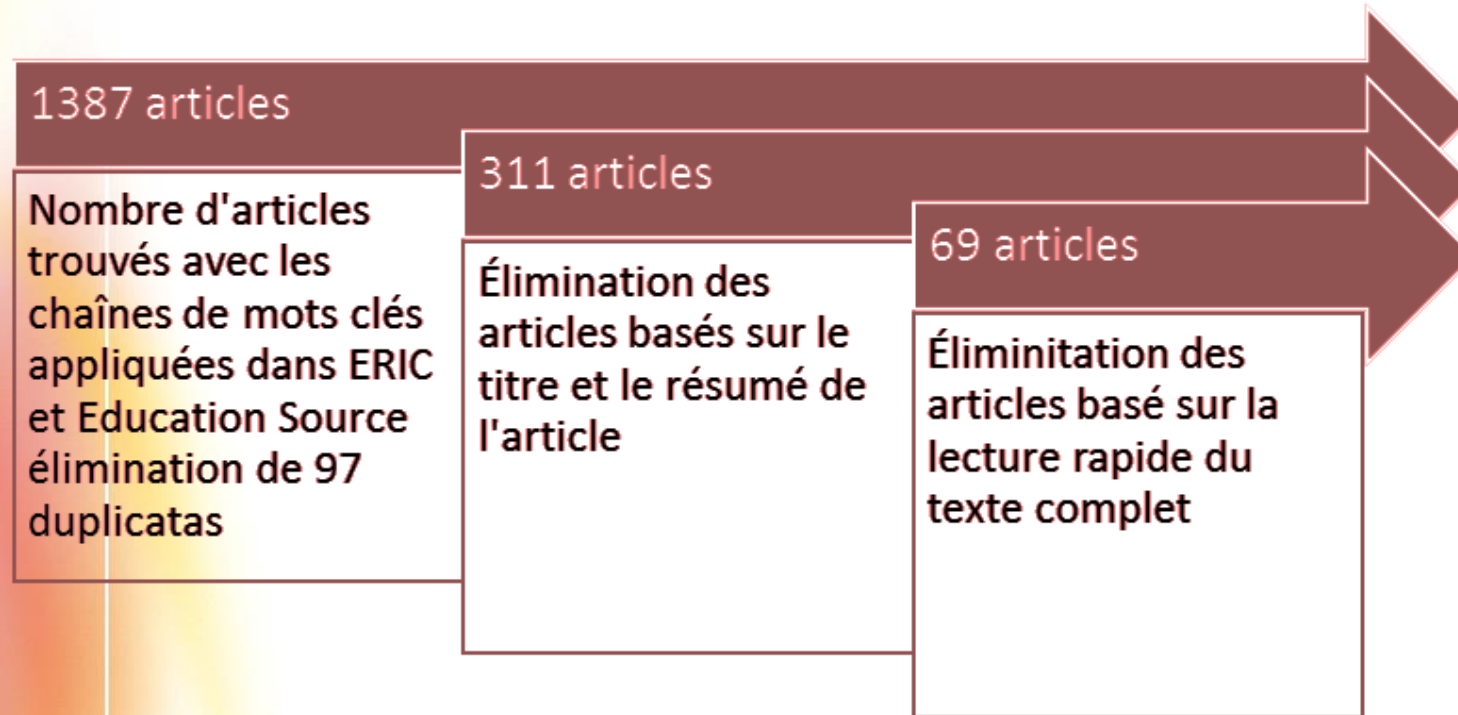 1387 articles
Nombre d'articles
trouvés avec les
chaînes de mots clés
appliquées dans ERIC
et Education Source
élimination de 97
duplicatas
311 articles
Élimination des
articles basés sur le
titre et le résumé de
l'article
69 articles
Éliminitation des
articles basé sur la
lecture rapide du
texte complet